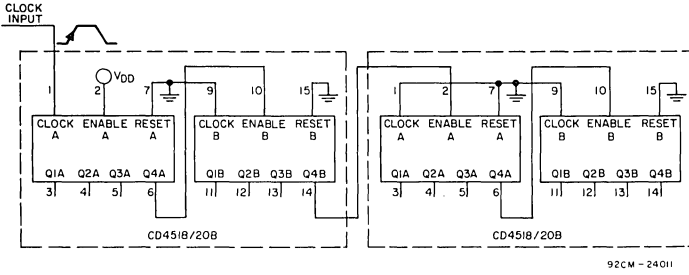 CLOCK
INPUT
VDD
1 2 7 9 10 15 1 2 7 9 10 15
CLOCK ENABLE RESET CLOCK ENABLE RESET CLOCK ENABLE RESET CLOCK ENABLE RESET
A A A B B B A A A B B B
Q1A Q2A Q3A Q4A Q1B Q2B Q3B Q4B Q1A Q2A Q3A Q4A Q1B Q2B Q3B Q4B
3 4 5 6 11 12 13 14 3 4 5 6 11 12 13 14
CD4518/20B CD4518/20B
92CM-24011